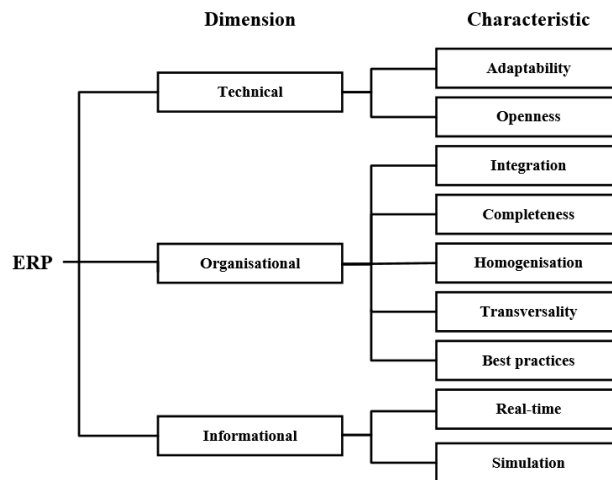 Dimension
Characteristic
Technical
Adaptability
Openness
ERP
Organisational
Integration
Completeness
Homogenisation
Transversality
Best practices
Informational
Real-time
Simulation